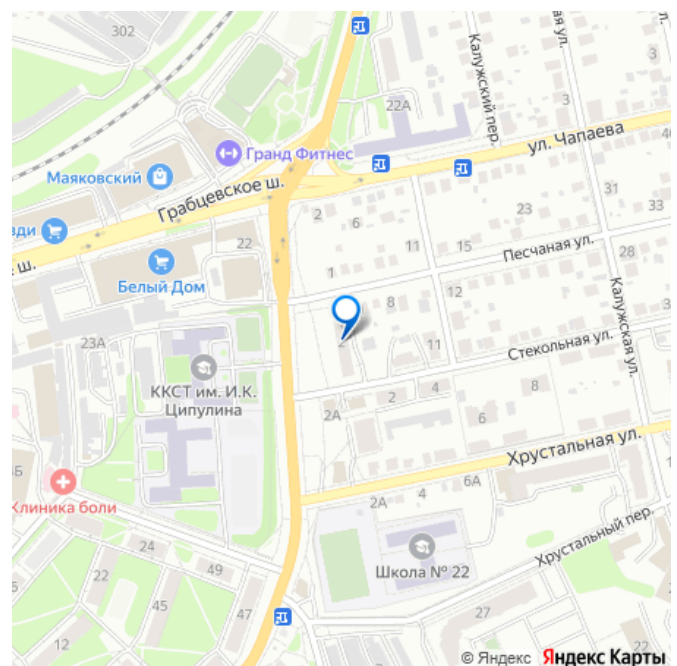 302
Калужский пер.
3
22А
ул. Чапаева
Гранд Фитнес
Маяковский
Грабцевское ш.
31
2
6
23
33
зди
22
11
15
Песчаная ул.
ш.
1
28
Белый Дом
8
12
Калужская ул.
23А
2
11
Стекольная ул.
ККСТ им. И.К.
Ципулина
4
8
2А
2
6
Хрустальная ул.
Клиника боли
6А
2А
4
24
Хрустальный пер.
22
49
Школа № 22
45
47
27
12
© Яндекс Яндекс Карты